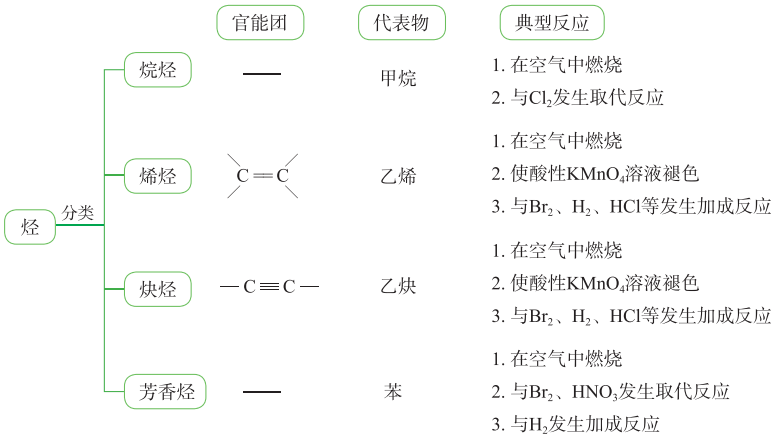 官能团 代表物 典型反应
烃 分类
烷烃 — 甲烷
1. 在空气中燃烧
2. 与Cl₂发生取代反应
烯烃 C=C 乙烯
1. 在空气中燃烧
2. 使酸性KMnO₄溶液褪色
3. 与Br₂、H₂、HCl等发生加成反应
炔烃 —C≡C— 乙炔
1. 在空气中燃烧
2. 使酸性KMnO₄溶液褪色
3. 与Br₂、H₂、HCl等发生加成反应
芳香烃 — 苯
1. 在空气中燃烧
2. 与Br₂、HNO₃发生取代反应
3. 与H₂发生加成反应